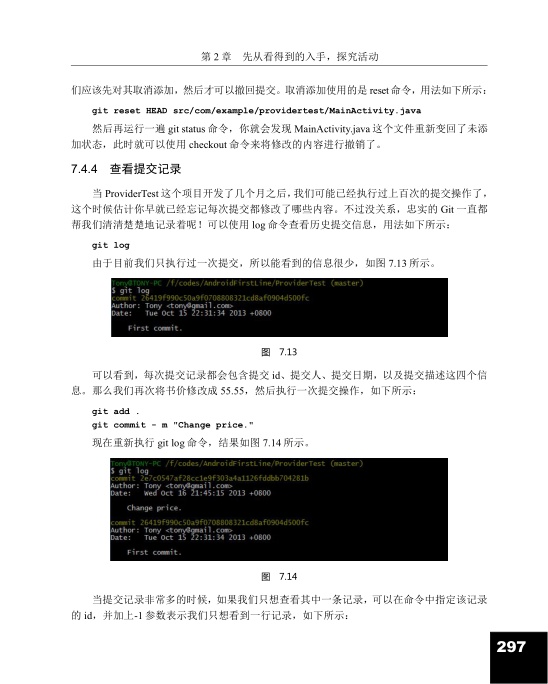 第 2 章 先从看得到的入手，探究活动
们应该先对其取消添加，然后才可以撤回提交。取消添加使用的是 reset 命令，用法如下所示：
git reset HEAD src/com/example/providertest/MainActivity.java
然后再运行一遍 git status 命令，你就会发现 MainActivity.java 这个文件重新变回了未添
加状态，此时就可以使用 checkout 命令来将修改的内容进行撤销了。
7.4.4 查看提交记录
当 ProviderTest 这个项目开发了几个月之后，我们可能已经执行过上百次的提交操作了，
这个时候估计你早就已经忘记每次提交都修改了哪些内容。不过没关系，忠实的 Git 一直都
帮我们清清楚楚地记录着呢！可以使用 log 命令查看历史提交信息，用法如下所示：
git log
由于目前我们只执行过一次提交，所以能看到的信息很少，如图 7.13 所示。
Tony@TONY-PC /f/codes/AndroidFirstLine/ProviderTest (master)
$ git log
commit 26419f990c50a9f0708808321cd8af0904d500fc
Author: Tony <tony@gmail.com>
Date: Tue Oct 15 22:31:34 2013 +0800
First commit.
图 7.13
可以看到，每次提交记录都会包含提交 id、提交人、提交日期，以及提交描述这四个信
息。那么我们再次将书价修改成 55.55，然后执行一次提交操作，如下所示：
git add .
git commit - m "Change price."
现在重新执行 git log 命令，结果如图 7.14 所示。
Tony@TONY-PC /f/codes/AndroidFirstLine/ProviderTest (master)
$ git log
commit 2e7c0547af28cc1e9f303a4a1126fddbb704281b
Author: Tony <tony@gmail.com>
Date: Wed Oct 16 21:45:15 2013 +0800
Change price.
commit 26419f990c50a9f0708808321cd8af0904d500fc
Author: Tony <tony@gmail.com>
Date: Tue Oct 15 22:31:34 2013 +0800
First commit.
图 7.14
当提交记录非常多的时候，如果我们只想查看其中一条记录，可以在命令中指定该记录
的 id，并加上-1 参数表示我们只想看到一行记录，如下所示：
297